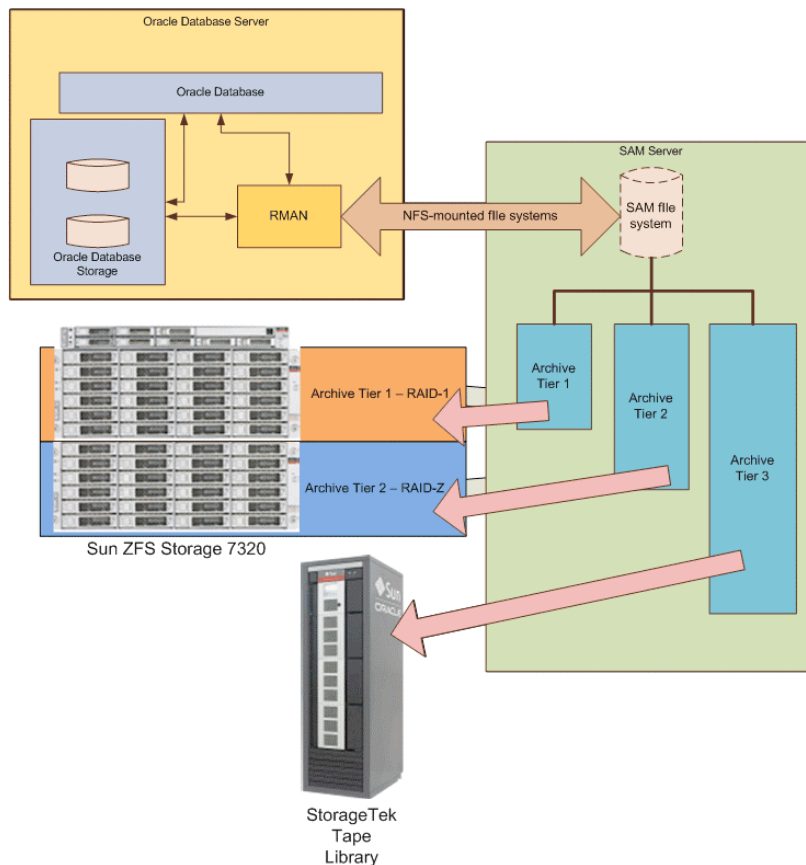 Oracle Database Server
Oracle Database
Oracle Database
Storage
RMAN
NFS-mounted file systems
SAM Server
SAM file
system
Archive
Tier 1
Archive
Tier 2
Archive
Tier 3
Archive Tier 1 – RAID-1
Archive Tier 2 – RAID-Z
Sun ZFS Storage 7320
Sun
ORACLE
StorageTek
Tape
Library